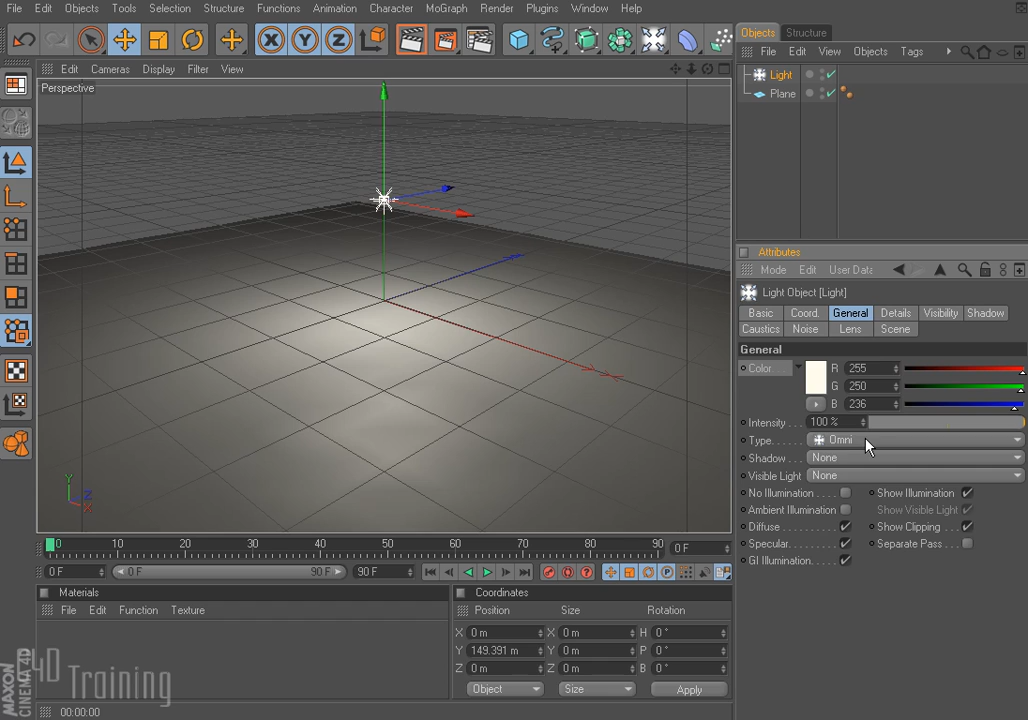 File Edit Objects Tools Selection Structure Functions Animation Character MoGraph Render Plugins Window Help
Objects Structure
File Edit View Objects Tags
Light
Plane
Edit Cameras Display Filter View
Perspective
Y
Z
X
Attributes
Mode Edit User Data
Light Object [Light]
Basic Coord. General Details Visibility Shadow
Caustics Noise Lens Scene
General
Color R 255
G 250
B 236
Intensity . . . 100 %
Type. . . . Omni
Shadow . . . None
Visible Light None
No Illumination. . . . . Show Illumination
Ambient Illumination Show Visible Light
Diffuse . . . . . . . . . . Show Clipping
Specular. . . . . . . . . Separate Pass . . .
GI Illumination. . . . .
0 10 20 30 40 50 60 70 80 90 0 F
0 F 0 F 90 F 90 F
Materials
File Edit Function Texture
Coordinates
Position Size Rotation
X 0 m X 0 m H 0 °
Y 149.391 m Y 0 m P 0 °
Z 0 m Z 0 m B 0 °
Object Size Apply
MAXON
CINEMA 4D
C4D Training
00:00:00